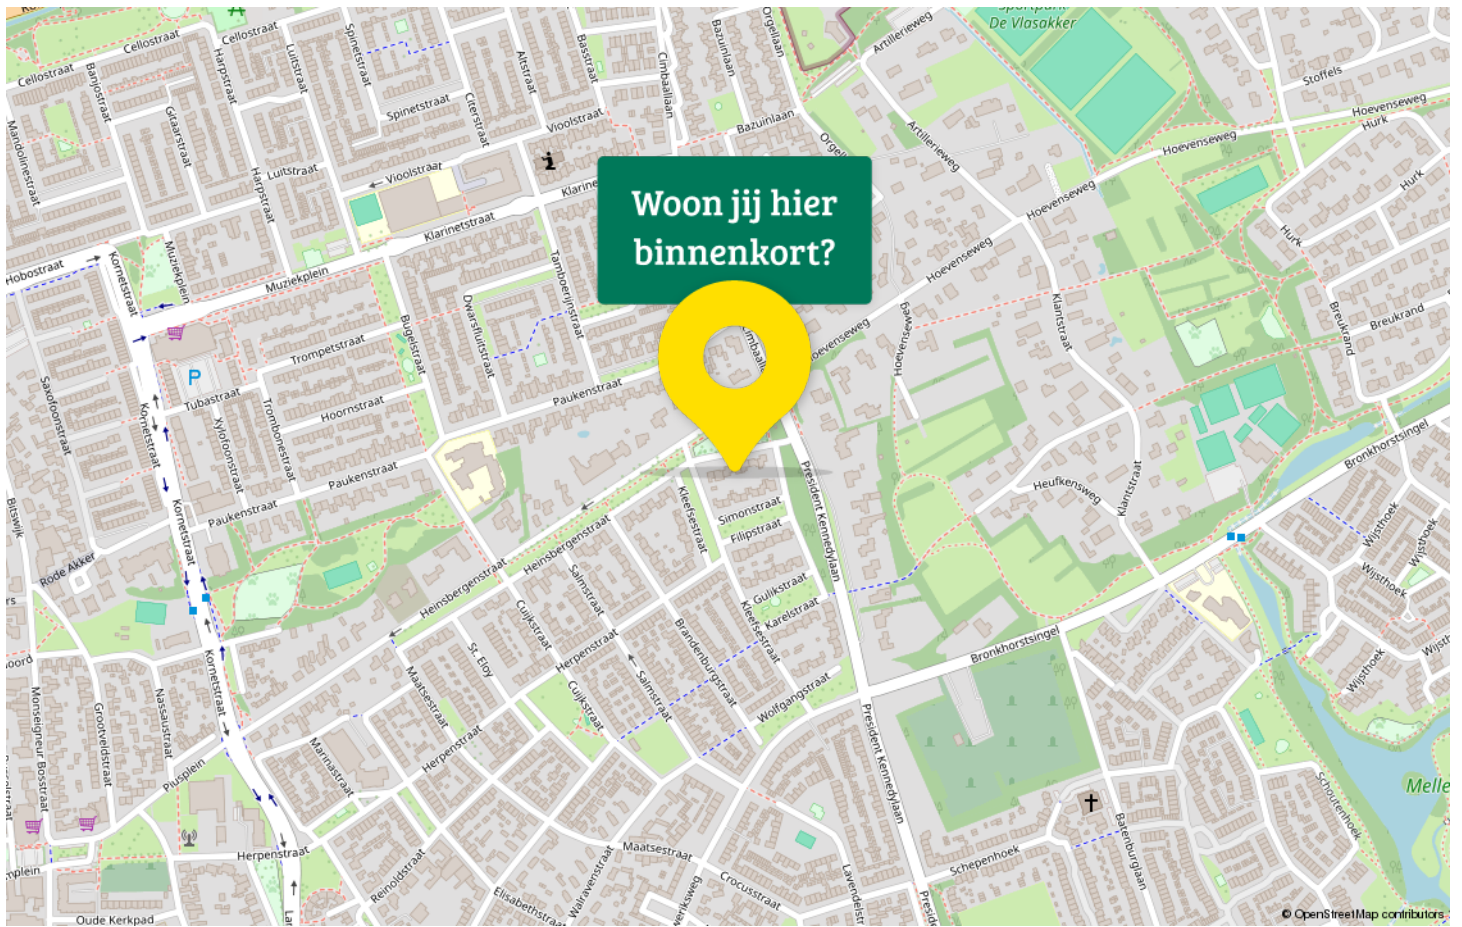 Sportpark
De Vlasakker
Cellostraat
Cellostraat
Cellostraat
Banjostraat
Harpstraat
Luitstraat
Spinetstraat
Spinetstraat
Citerstraat
Altstraat
Basstraat
Cimbaallaan
Bazuinlaan
Bazuinlaan
Orgellaan
Artillerieweg
Artillerieweg
Stoffels
Hoevenseweg
Hurk
Hoevenseweg
Mandolinestraat
Gitaarstraat
Luitstraat
Harpstraat
Vioolstraat
Vioolstraat
Klarinetstraat
Woon jij hier
binnenkort?
Hoevenseweg
Hurk
Hurk
Hobostraat
Kornetstraat
Muziekplein
Muziekplein
Tamboerijnstraat
Dwarsfluitstraat
Bugelstraat
Hoevenseweg
Hoevenseweg
Klantstraat
Breukrand
Breukrand
Trompetstraat
P
Tubastraat
Saxofoonstraat
Kornetstraat
Xylofoonstraat
Trombonestraat
Hoornstraat
Paukenstraat
Paukenstraat
Paukenstraat
President Kennedylaan
Heufkensweg
Klantstraat
Bronkhorstsingel
Bitswijk
Rode Akker
Kornetstraat
Kleefsestraat
Simonstraat
Filipstraat
Wijsthoek
Wijsthoek
Wijsthoek
Heinsbergenstraat
Heinsbergenstraat
Salmstraat
Gulikstraat
Karelstraat
Kleefsestraat
Cuijkstraat
Herpenstraat
Brandenburgstraat
St. Eloy
Bronkhorstsingel
Wijsthoek
Monseigneur Bosstraat
Grootveldstraat
Nassaustraat
Kornetstraat
Maatsestraat
Cuijkstraat
Salmstraat
Wolfgangstraat
Herpenstraat
Marinastraat
Piusplein
President Kennedylaan
Schoutenhoek
Batenburglaan
Schepenhoek
Herpenstraat
Reinoldstraat
Maatsestraat
Crocusstraat
Walravenstraat
Oude Kerkpad
© OpenStreetMap contributors